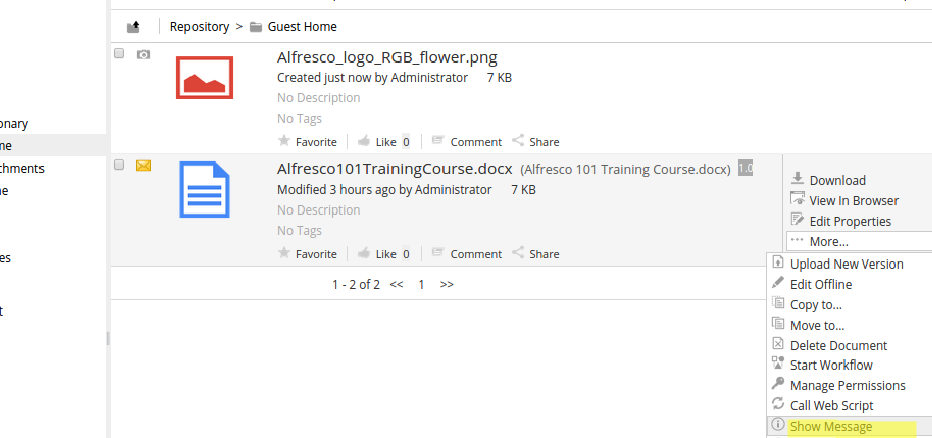 Repository > Guest Home
Alfresco_logo_RGB_flower.png
Created just now by Administrator 7 KB
No Description
No Tags
Favorite Like 0 Comment Share
onary
me
chments
ne
es
t
Alfresco101TrainingCourse.docx (Alfresco 101 Training Course.docx) 1.0
Modified 3 hours ago by Administrator 7 KB
No Description
No Tags
Favorite Like 0 Comment Share
1 - 2 of 2 << 1 >>
Download
View In Browser
Edit Properties
More...
Upload New Version
Edit Offline
Copy to...
Move to...
Delete Document
Start Workflow
Manage Permissions
Call Web Script
Show Message